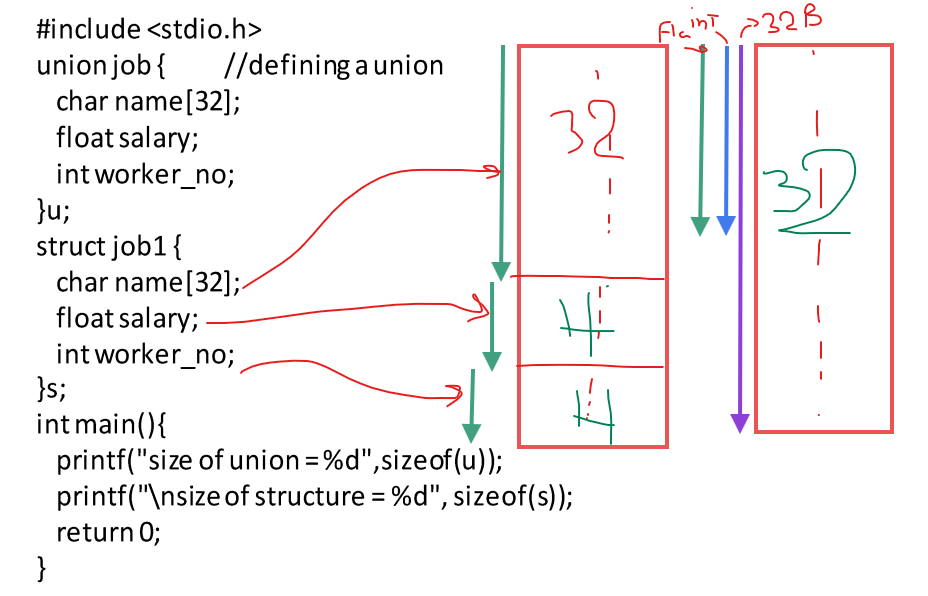 #include <stdio.h>
union job {        //defining a union
char name[32];
float salary;
int worker_no;
}u;
struct job1 {
char name[32];
float salary;
int worker_no;
}s;
int main(){
printf("size of union = %d",sizeof(u));
printf("\nsize of structure = %d", sizeof(s));
return 0;
}
32
4
4
inT
32B
32